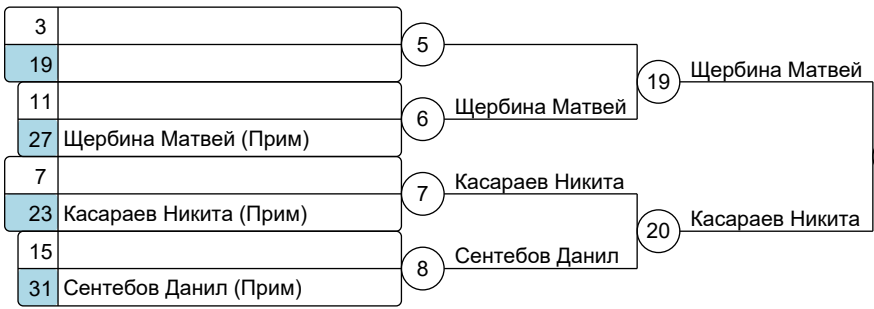 3
19
5
11
27 Щербина Матвей (Прим)
6 Щербина Матвей
19 Щербина Матвей
7
23 Касараев Никита (Прим)
7 Касараев Никита
15
31 Сентебов Данил (Прим)
8 Сентебов Данил
20 Касараев Никита